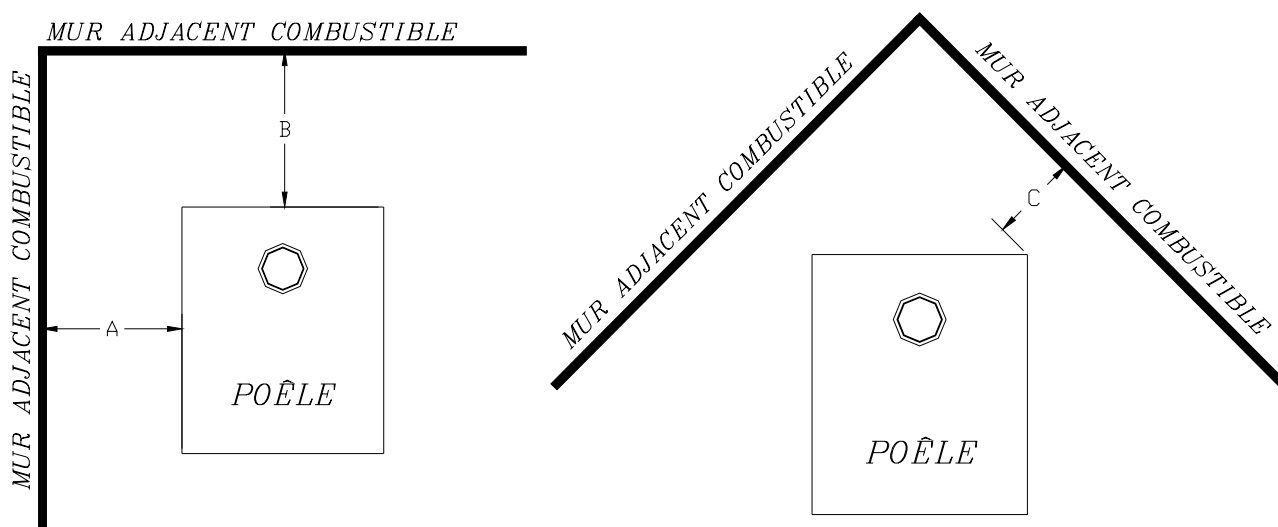 MUR ADJACENT COMBUSTIBLE
MUR ADJACENT COMBUSTIBLE
B
A
POÊLE
MUR ADJACENT COMBUSTIBLE
MUR ADJACENT COMBUSTIBLE
C
POÊLE